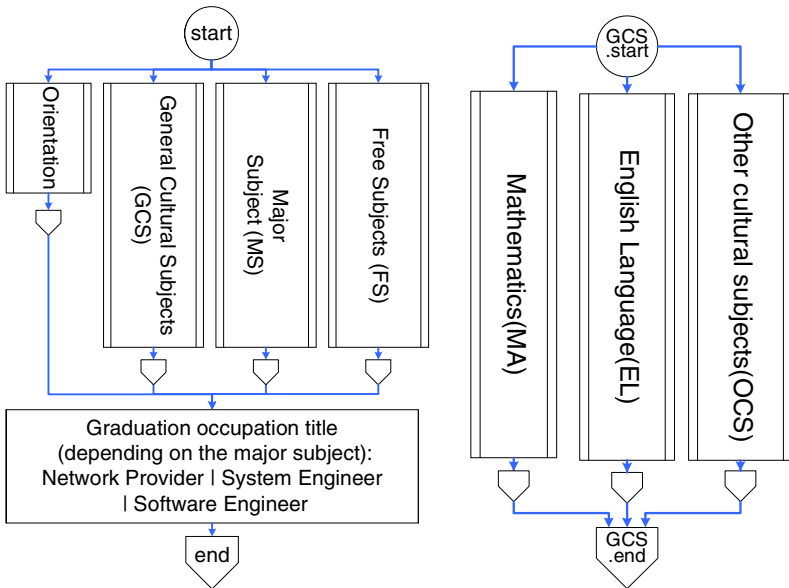 start
Orientation
General Cultural Subjects
(GCS)
Major
Subject (MS)
Free Subjects (FS)
Graduation occupation title
(depending on the major subject):
Network Provider | System Engineer
| Software Engineer
end
GCS
.start
Mathematics(MA)
English Language(EL)
Other cultural subjects(OCS)
GCS
.end